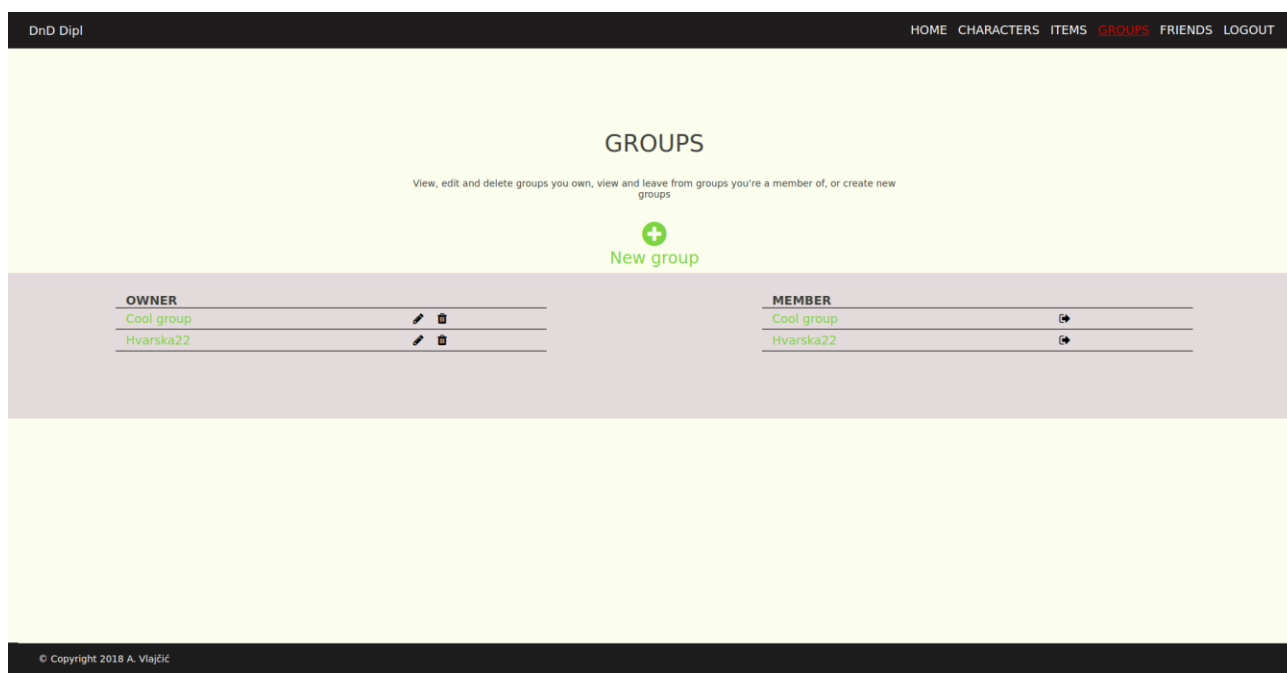 DnD Dipl
HOME CHARACTERS ITEMS GROUPS FRIENDS LOGOUT
GROUPS
View, edit and delete groups you own, view and leave from groups you're a member of, or create new
groups
New group
OWNER
Cool group
Hvarska22
MEMBER
Cool group
Hvarska22
© Copyright 2018 A. Vlajčić